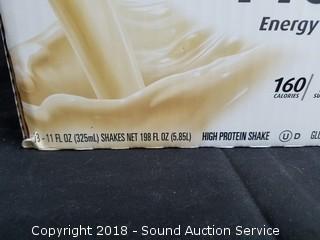 Energy
160
CALORIES
8 - 11 FL OZ (325mL) SHAKES NET 198 FL OZ (5.85L) HIGH PROTEIN SHAKE U D
Copyright 2018 - Sound Auction Service